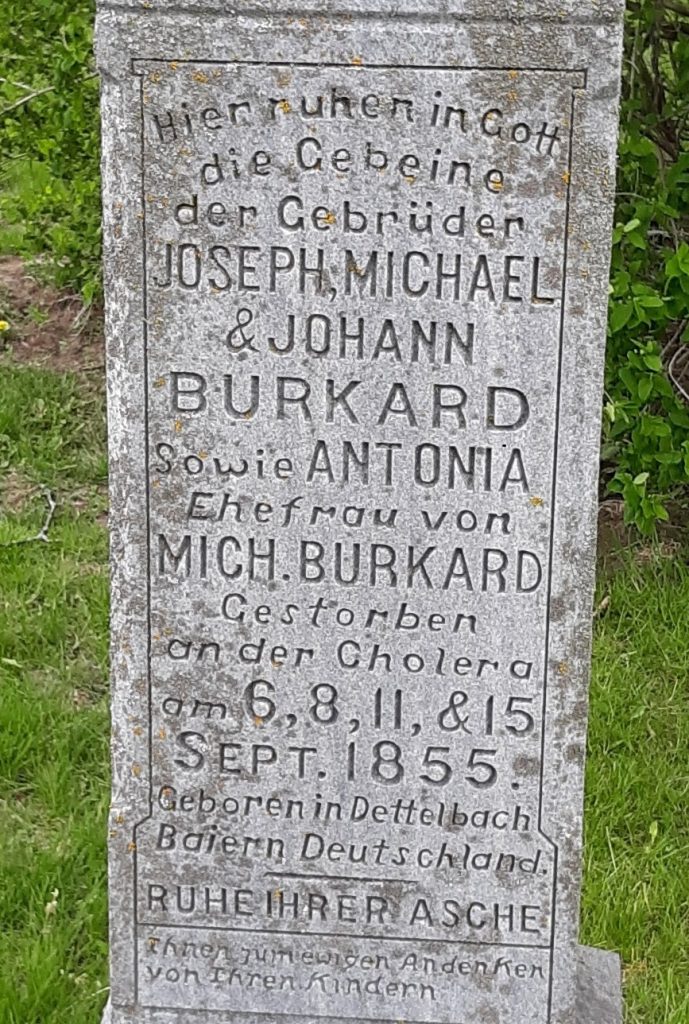 Hier ruhen in Gott
die Gebeine
der Gebrüder
JOSEPH, MICHAEL
& JOHANN
BURKARD
Sowie ANTONIA
Ehefrau von
MICH. BURKARD
Gestorben
an der Cholera
am 6, 8, 11, & 15
SEPT. 1855.
Geboren in Dettelbach
Baiern Deutschland.
RUHE IHRER ASCHE
Ihnen zum ewigen Andenken
von Ihren Kindern